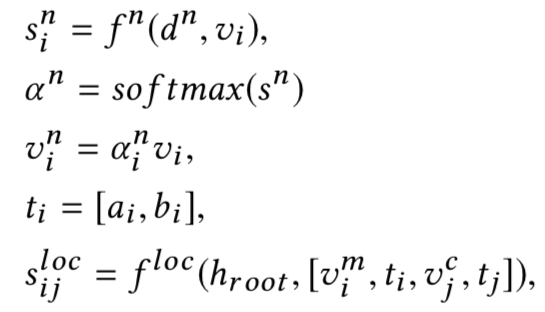 s_i^n = f^n(d^n, v_i),
α^n = softmax(s^n)
v_i^n = α_i^n v_i,
t_i = [a_i, b_i],
s_{ij}^{loc} = f^{loc}(h_{root}, [v_i^m, t_i, v_j^c, t_j]),